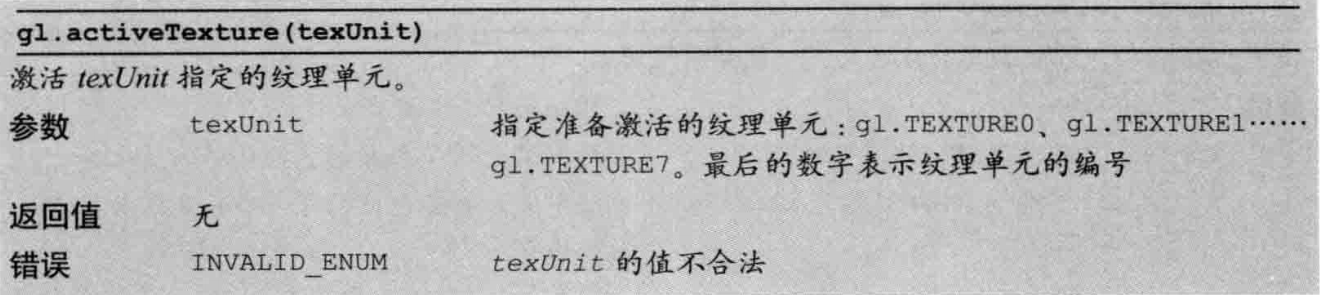 gl.activeTexture(texUnit)
激活 texUnit 指定的纹理单元。
参数 texUnit 指定准备激活的纹理单元：gl.TEXTURE0、gl.TEXTURE1……
gl.TEXTURE7。最后的数字表示纹理单元的编号
返回值 无
错误 INVALID_ENUM texUnit 的值不合法